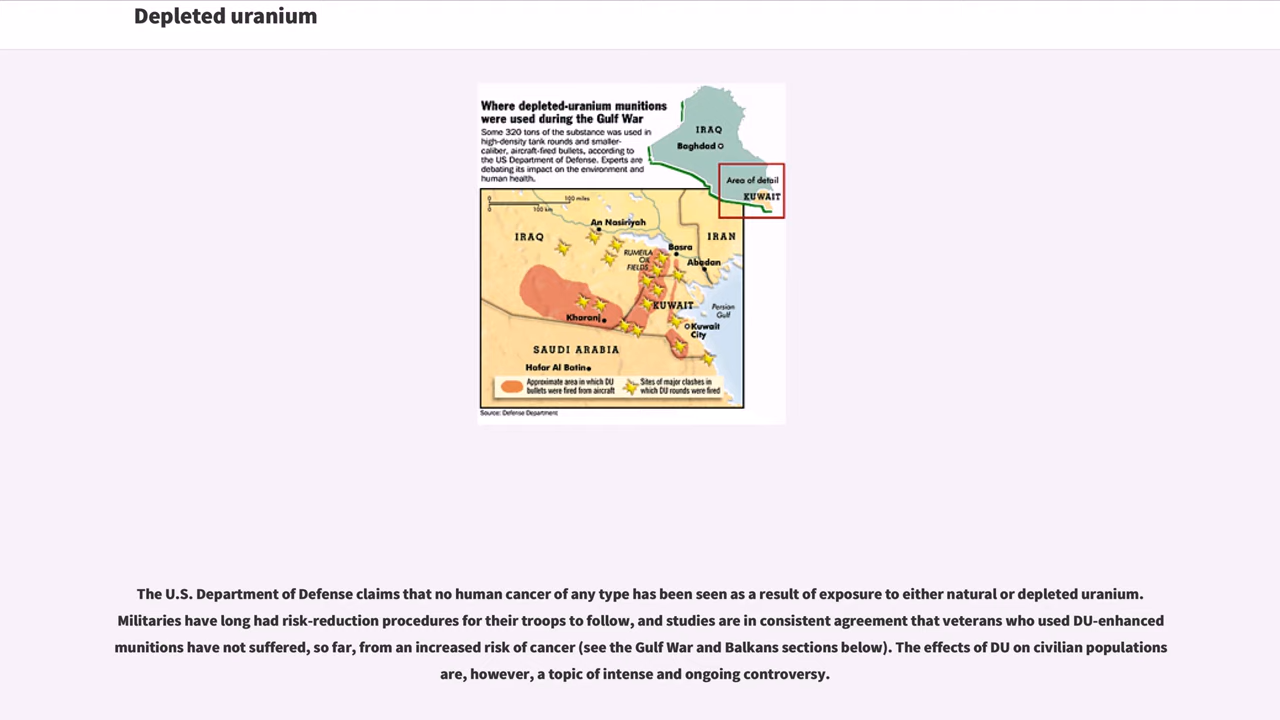 Depleted uranium
Where depleted-uranium munitions
were used during the Gulf War
Some 320 tons of the substance was used in
high-density tank rounds and smaller-
caliber, aircraft-fired bullets, according to
the US Department of Defense. Experts are
debating its impact on the environment and
human health.
IRAQ
Baghdad
Area of detail
KUWAIT
0 100 miles
0 100 km
An Nasiriyah
IRAQ
IRAN
Basra
RUMEILA
OIL
FIELDS
Abadan
KUWAIT
Persian
Gulf
Kharanj
Kuwait
City
SAUDI ARABIA
Hafar Al Batin
Approximate area in which DU
bullets were fired from aircraft
Sites of major clashes in
which DU rounds were fired
Source: Defense Department
The U.S. Department of Defense claims that no human cancer of any type has been seen as a result of exposure to either natural or depleted uranium.
Militaries have long had risk-reduction procedures for their troops to follow, and studies are in consistent agreement that veterans who used DU-enhanced
munitions have not suffered, so far, from an increased risk of cancer (see the Gulf War and Balkans sections below). The effects of DU on civilian populations
are, however, a topic of intense and ongoing controversy.